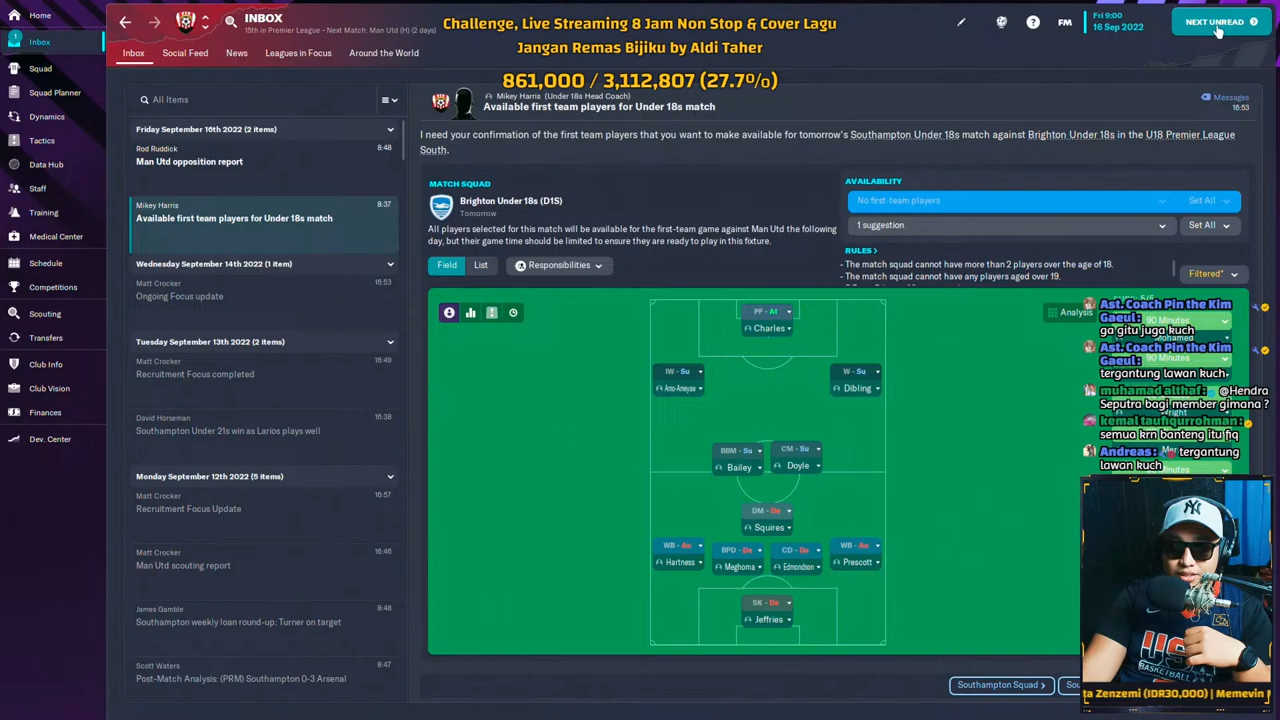 Home
INBOX
15th in Premier League - Next Match: Man Utd (H) (2 days)
Challenge, Live Streaming 8 Jam Non Stop & Cover Lagu
Jangan Remas Bijiku by Aldi Taher
861,000 / 3,112,807 (27.7%)
FM
Fri 9:00
16 Sep 2022
NEXT UNREAD
1
Inbox
Squad
Squad Planner
Dynamics
Tactics
Data Hub
Staff
Training
Medical Center
Schedule
Competitions
Scouting
Transfers
Club Info
Club Vision
Finances
Dev. Center
Inbox
Social Feed
News
Leagues in Focus
Around the World
All Items
Friday September 16th 2022 (2 items)
Rod Ruddick
8:48
Man Utd opposition report
Mikey Harris
8:37
Available first team players for Under 18s match
Wednesday September 14th 2022 (1 item)
Matt Crocker
16:53
Ongoing Focus update
Tuesday September 13th 2022 (2 items)
Matt Crocker
16:49
Recruitment Focus completed
David Horseman
16:38
Southampton Under 21s win as Larios plays well
Monday September 12th 2022 (5 items)
Matt Crocker
16:57
Recruitment Focus Update
Matt Crocker
16:46
Man Utd scouting report
James Gamble
8:48
Southampton weekly loan round-up: Turner on target
Scott Waters
8:47
Post-Match Analysis: (PRM) Southampton 0-3 Arsenal
Mikey Harris (Under 18s Head Coach)
Available first team players for Under 18s match
Messages
16:53
I need your confirmation of the first team players that you want to make available for tomorrow's Southampton Under 18s match against Brighton Under 18s in the U18 Premier League
South.
MATCH SQUAD
Brighton Under 18s (D1S)
Tomorrow
All players selected for this match will be available for the first-team game against Man Utd the following
day, but their game time should be limited to ensure they are ready to play in this fixture.
Field
List
Responsibilities
AVAILABILITY
No first-team players
Set All
1 suggestion
Set All
RULES >
- The match squad cannot have more than 2 players over the age of 18.
- The match squad cannot have any players aged over 19.
Filtered*
Analysis
PF - At
Charles
IW - Su
Amo-Ameyaw
W - Su
Dibling
BBM - Su
Bailey
CM - Su
Doyle
DM - De
Squires
WB - Au
Hartness
BPD - De
Meghoma
CD - De
Edmondson
WB - Au
Prescott
SK - De
Jeffries
Ast. Coach Pin the Kim
Gaeul :
ga gitu juga kuch
90 Minutes
Mohamed
Ast. Coach Pin the Kim
Gaeul :
tergantung lawan kuch
90 Minutes
muhamad althaf : @Hendra
Seputra bagi member gimana ?
Wright
kemal taufiqurrohman :
semua krn banteng itu fiq
Andreas : tergantung
lawan kuch
Southampton Squad >
ta Zenzemi (IDR30,000) | Memevin